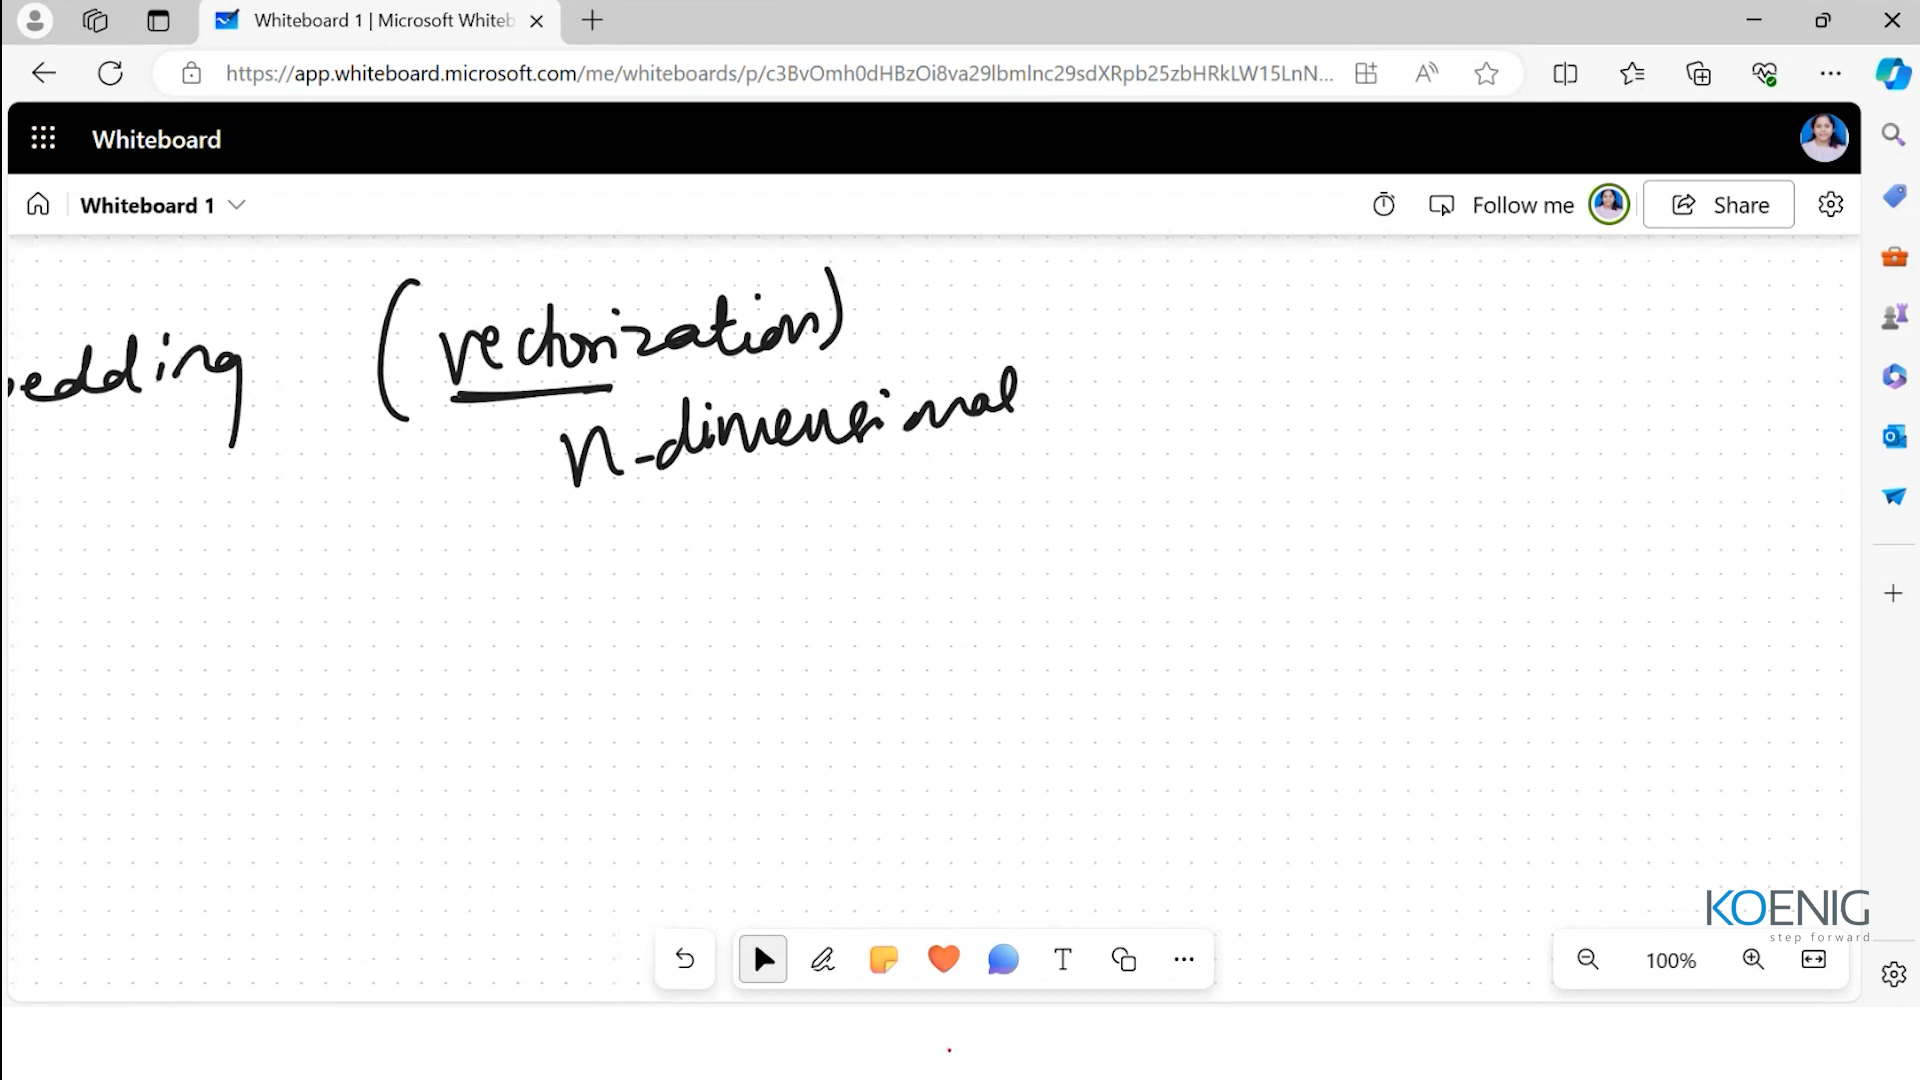 Whiteboard 1 | Microsoft Whiteb
https://app.whiteboard.microsoft.com/me/whiteboards/p/c3BvOmh0dHBzOi8va29lbmlnc29sdXRpb25zbHRkLW15LnN...
Whiteboard
Whiteboard 1
Follow me
Share
edding (vectorization)
n-dimensional
KOENIG
step forward
T
100%